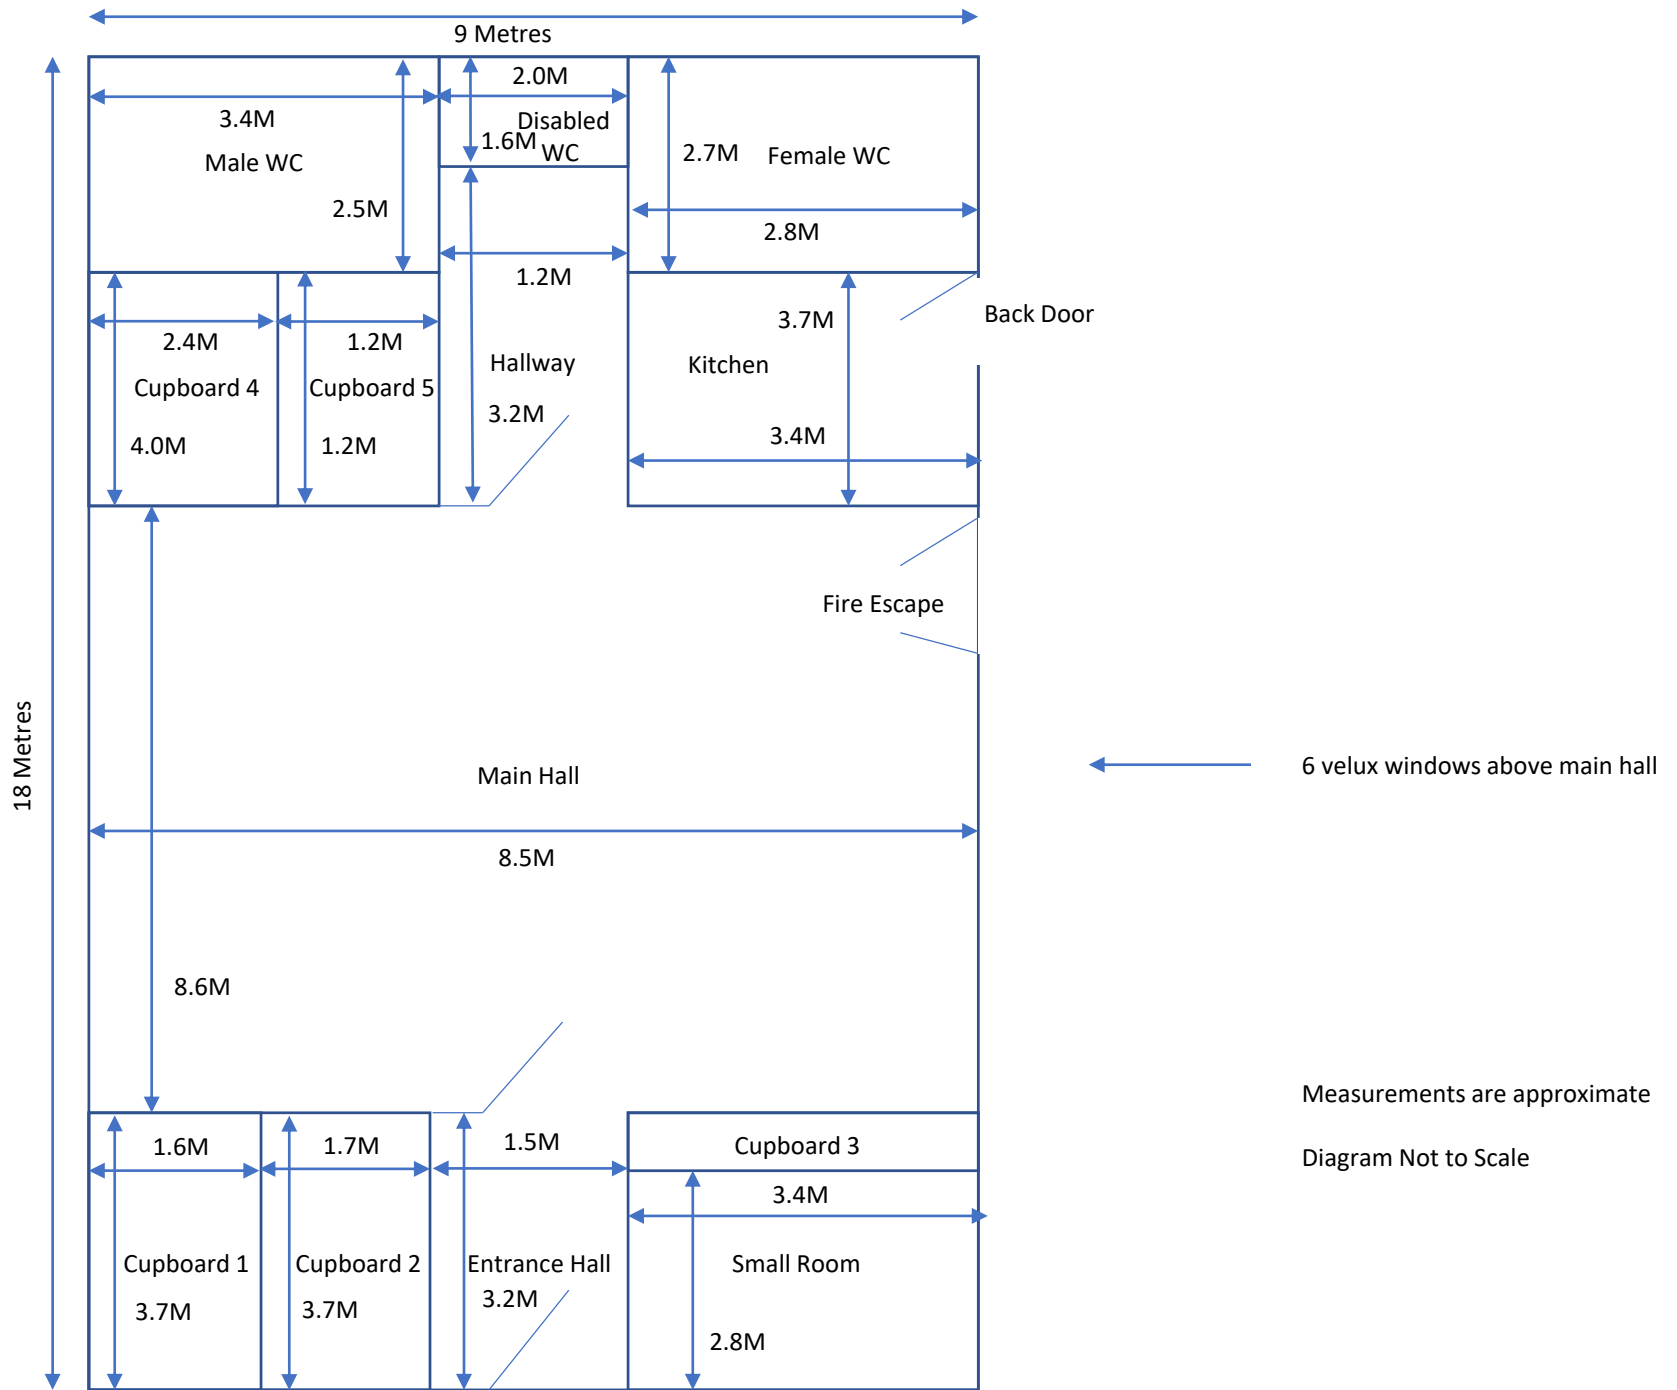 9 Metres
2.0M
3.4M
Disabled
1.6M
WC
2.7M
Female WC
Male WC
2.5M
2.8M
1.2M
3.7M
Back Door
2.4M
1.2M
Hallway
Kitchen
Cupboard 4
Cupboard 5
3.2M
4.0M
1.2M
3.4M
Fire Escape
18 Metres
Main Hall
6 velux windows above main hall
8.5M
8.6M
Measurements are approximate
1.6M
1.7M
1.5M
Cupboard 3
Diagram Not to Scale
3.4M
Cupboard 1
Cupboard 2
Entrance Hall
Small Room
3.7M
3.7M
3.2M
2.8M